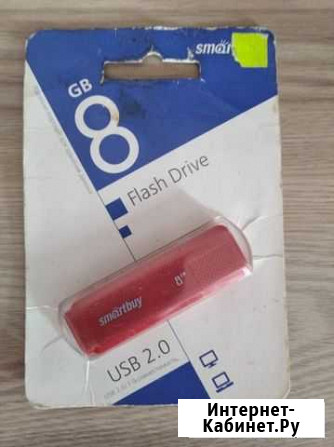 smar
GB
8
Flash Drive
smartbuy
8
USB 2.0
Интернет-
Кабинет.Ру